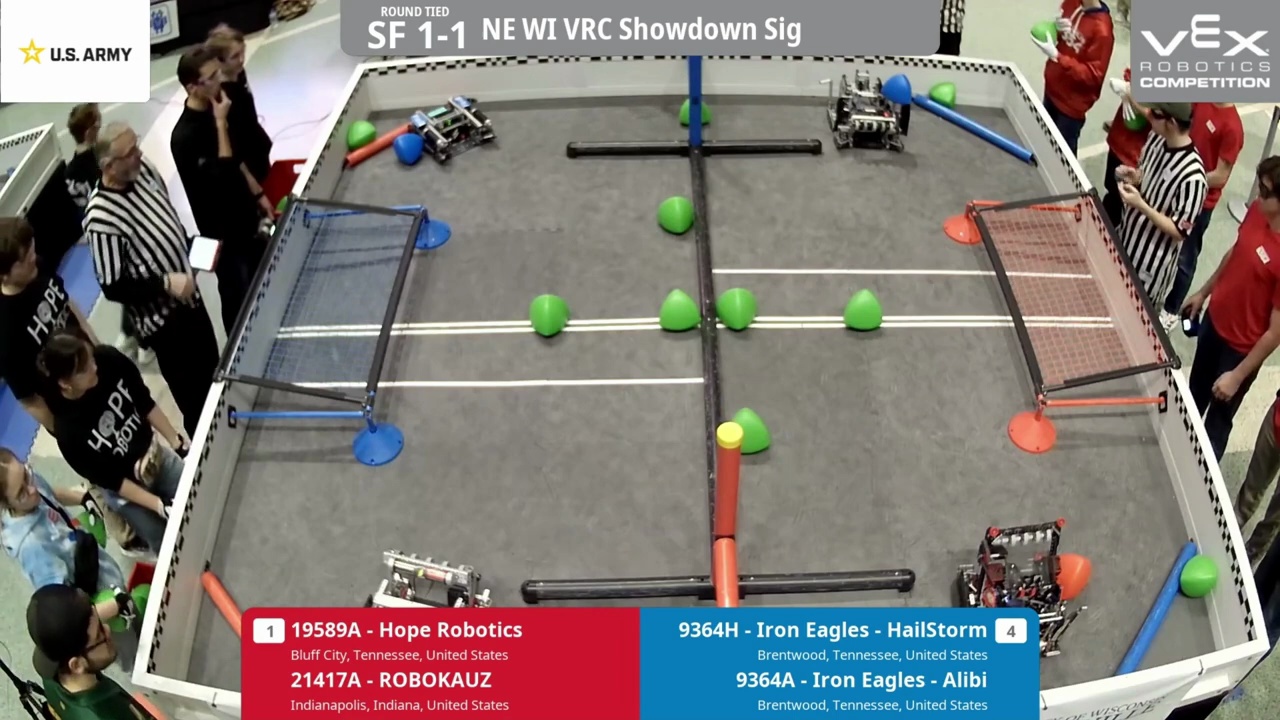 ROUND TIED
SF 1-1 NE WI VRC Showdown Sig
U.S. ARMY
VEX
ROBOTICS
COMPETITION
HOPE
HOPE
1 19589A - Hope Robotics
Bluff City, Tennessee, United States
21417A - ROBOKAUZ
Indianapolis, Indiana, United States
9364H - Iron Eagles - HailStorm 4
Brentwood, Tennessee, United States
9364A - Iron Eagles - Alibi
Brentwood, Tennessee, United States